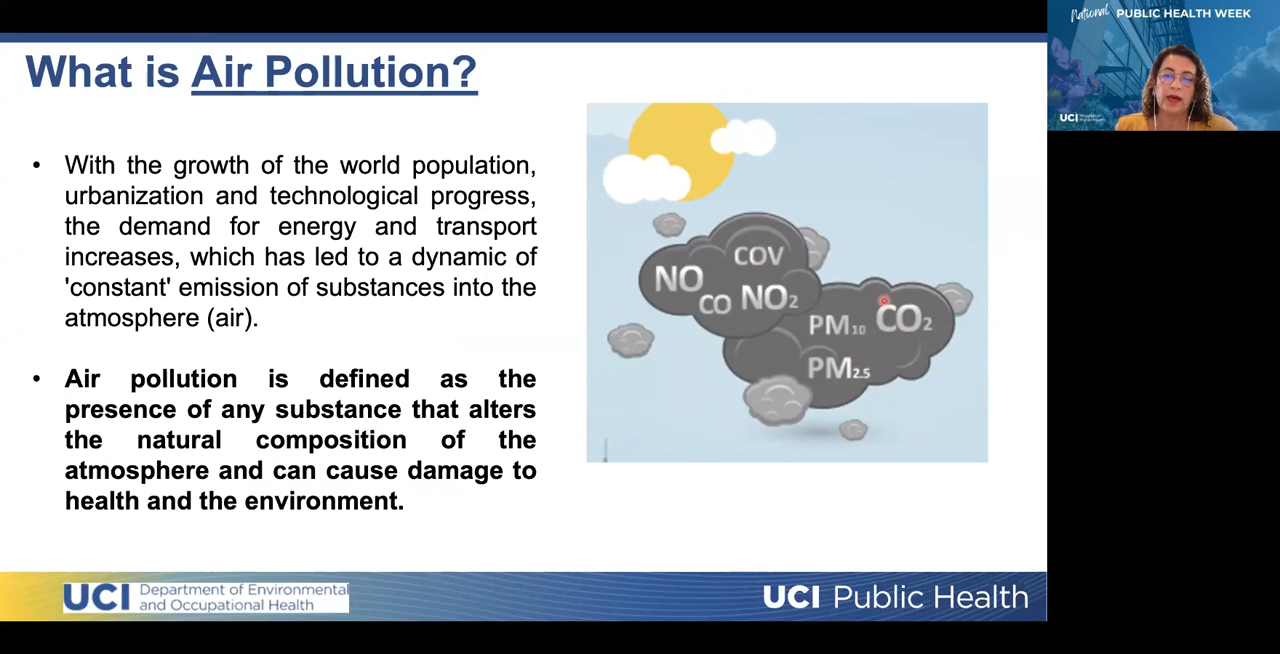 National PUBLIC HEALTH WEEK
What is Air Pollution?
• With the growth of the world population,
urbanization and technological progress,
the demand for energy and transport
increases, which has led to a dynamic of
'constant' emission of substances into the
atmosphere (air).
• Air pollution is defined as the
presence of any substance that alters
the natural composition of the
atmosphere and can cause damage to
health and the environment.
COV
NO
CO NO₂
PM₁₀ CO₂
PM₂.₅
UCI
UCI Department of Environmental
and Occupational Health
UCI Public Health